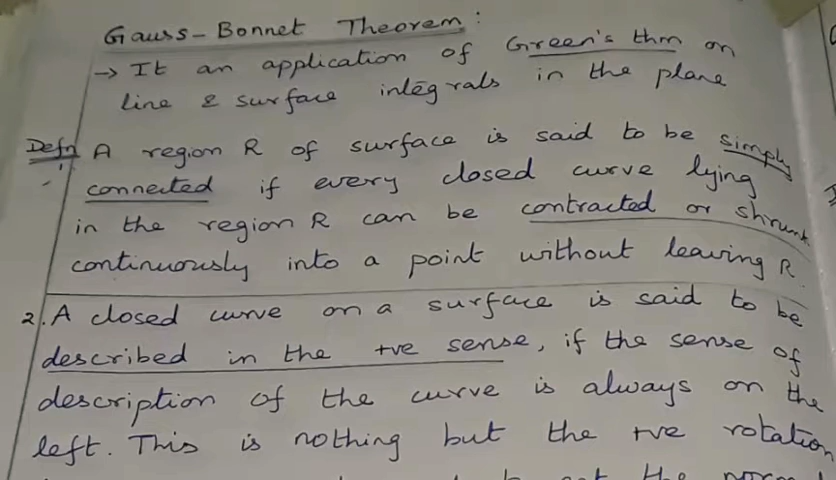 Gauss-Bonnet Theorem:
→ It an application of Green's thm on
line & surface integrals in the plane
Defn
1. A region R of surface is said to be simply
connected if every closed curve lying
in the region R can be contracted or shrunk
continuously into a point without leaving R.
2. A closed curve on a surface is said to be
described in the +ve sense, if the sense of
description of the curve is always on the
left. This is nothing but the +ve rotation
the